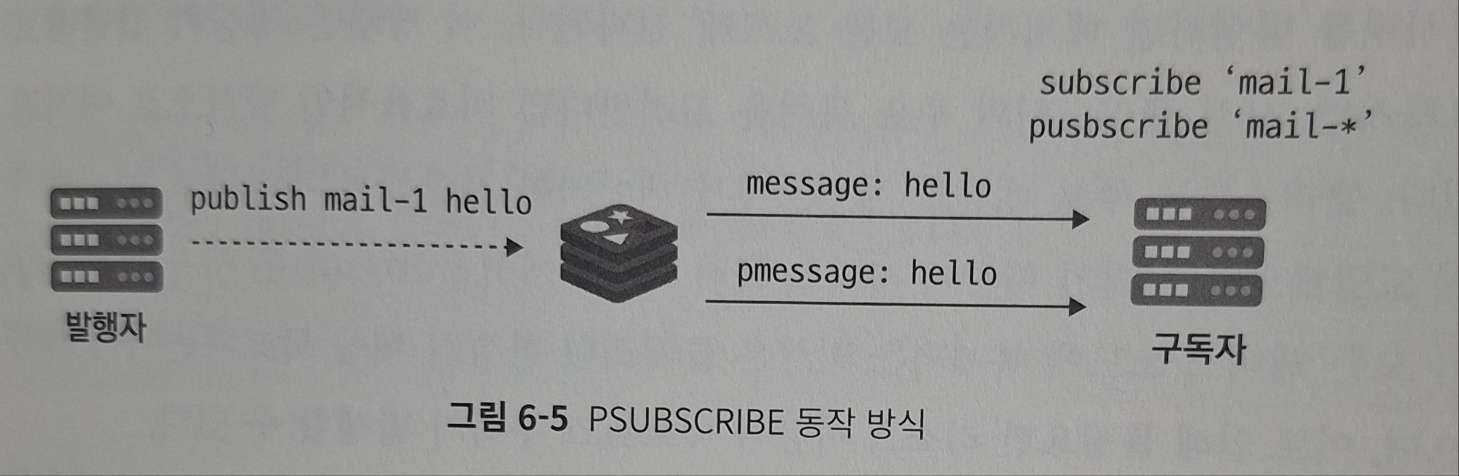 subscribe ‘mail-1’
pusbscribe ‘mail-*’
publish mail-1 hello
message: hello
pmessage: hello
발행자
구독자
그림 6-5 PSUBSCRIBE 동작 방식